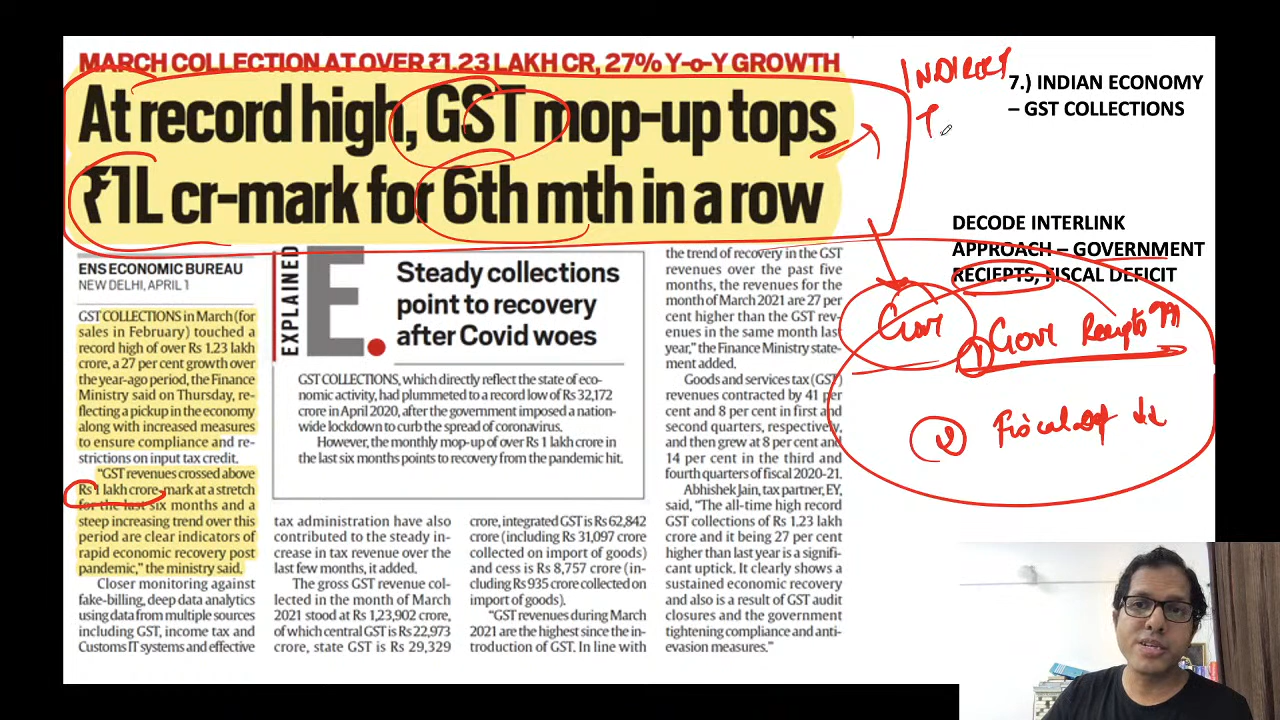 MARCH COLLECTION AT OVER ₹1.23 LAKH CR, 27% Y-o-Y GROWTH
At record high, GST mop-up tops
₹1L cr-mark for 6th mth in a row
ENS ECONOMIC BUREAU
NEW DELHI, APRIL 1
GST COLLECTIONS in March (for
sales in February) touched a
record high of over Rs 1.23 lakh
crore, a 27 per cent growth over
the year-ago period, the Finance
Ministry said on Thursday, re-
flecting a pickup in the economy
along with increased measures
to ensure compliance and re-
strictions on input tax credit.
"GST revenues crossed above
Rs 1 lakh crore-mark at a stretch
for the last six months and a
steep increasing trend over this
period are clear indicators of
rapid economic recovery post
pandemic," the ministry said.
Closer monitoring against
fake-billing, deep data analytics
using data from multiple sources
including GST, income tax and
Customs IT systems and effective
EXPLAINED
E.
Steady collections
point to recovery
after Covid woes
GST COLLECTIONS, which directly reflect the state of eco-
nomic activity, had plummeted to a record low of Rs 32,172
crore in April 2020, after the government imposed a nation-
wide lockdown to curb the spread of coronavirus.
However, the monthly mop-up of over Rs 1 lakh crore in
the last six months points to recovery from the pandemic hit.
tax administration have also
contributed to the steady in-
crease in tax revenue over the
last few months, it added.
The gross GST revenue col-
lected in the month of March
2021 stood at Rs 1,23,902 crore,
of which central GST is Rs 22,973
crore, state GST is Rs 29,329
crore, integrated GST is Rs 62,842
crore (including Rs 31,097 crore
collected on import of goods)
and cess is Rs 8,757 crore (in-
cluding Rs 935 crore collected on
import of goods).
"GST revenues during March
2021 are the highest since the in-
troduction of GST. In line with
the trend of recovery in the GST
revenues over the past five
months, the revenues for the
month of March 2021 are 27 per
cent higher than the GST rev-
enues in the same month last
year," the Finance Ministry state-
ment added.
Goods and services tax (GST)
revenues contracted by 41 per
cent and 8 per cent in first and
second quarters, respectively,
and then grew at 8 per cent and
14 per cent in the third and
fourth quarters of fiscal 2020-21.
Abhishek Jain, tax partner, EY,
said, "The all-time high record
GST collections of Rs 1.23 lakh
crore and it being 27 per cent
higher than last year is a signifi-
cant uptick. It clearly shows a
sustained economic recovery
and also is a result of GST audit
closures and the government
tightening compliance and anti-
evasion measures."
INDIRECT
T
7.) INDIAN ECONOMY
– GST COLLECTIONS
DECODE INTERLINK
APPROACH – GOVERNMENT
RECIEPTS, FISCAL DEFICIT
Govt
① Govt Receipts ↑↑
② Fiscal def ↓↓